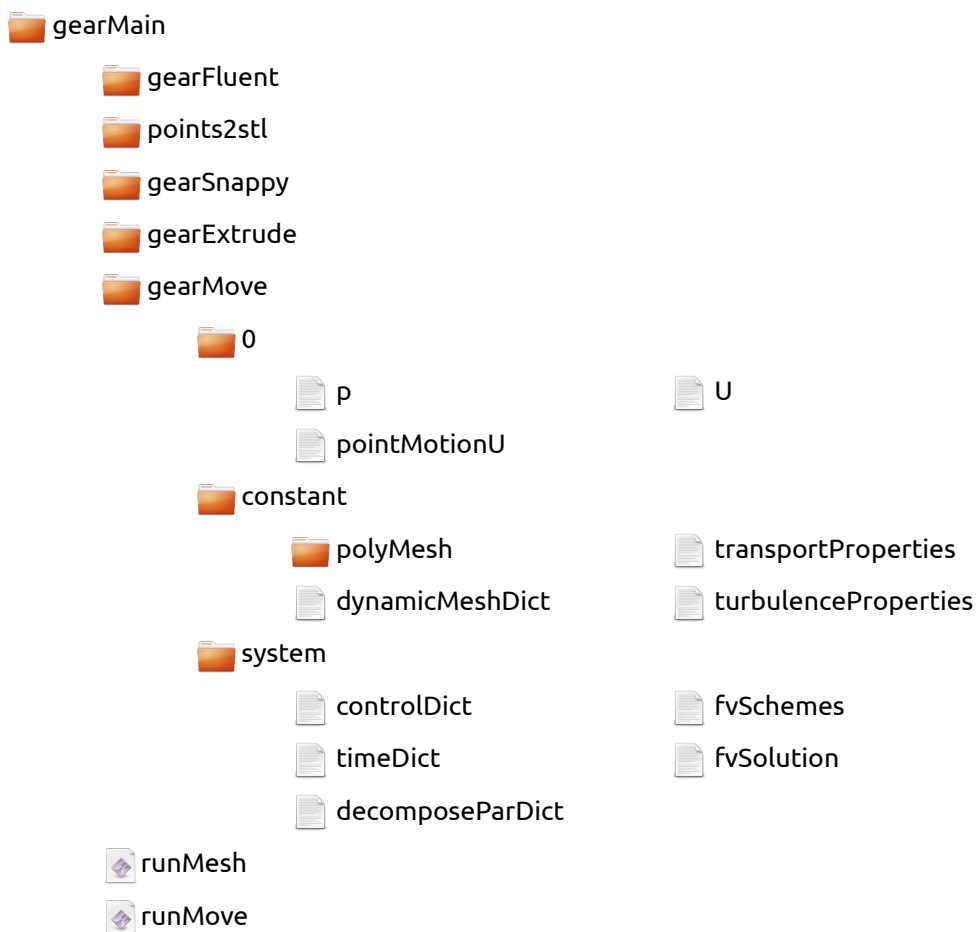 gearMain
gearFluent
points2stl
gearSnappy
gearExtrude
gearMove
0
p U
pointMotionU
constant
polyMesh transportProperties
dynamicMeshDict turbulenceProperties
system
controlDict fvSchemes
timeDict fvSolution
decomposeParDict
runMesh
runMove